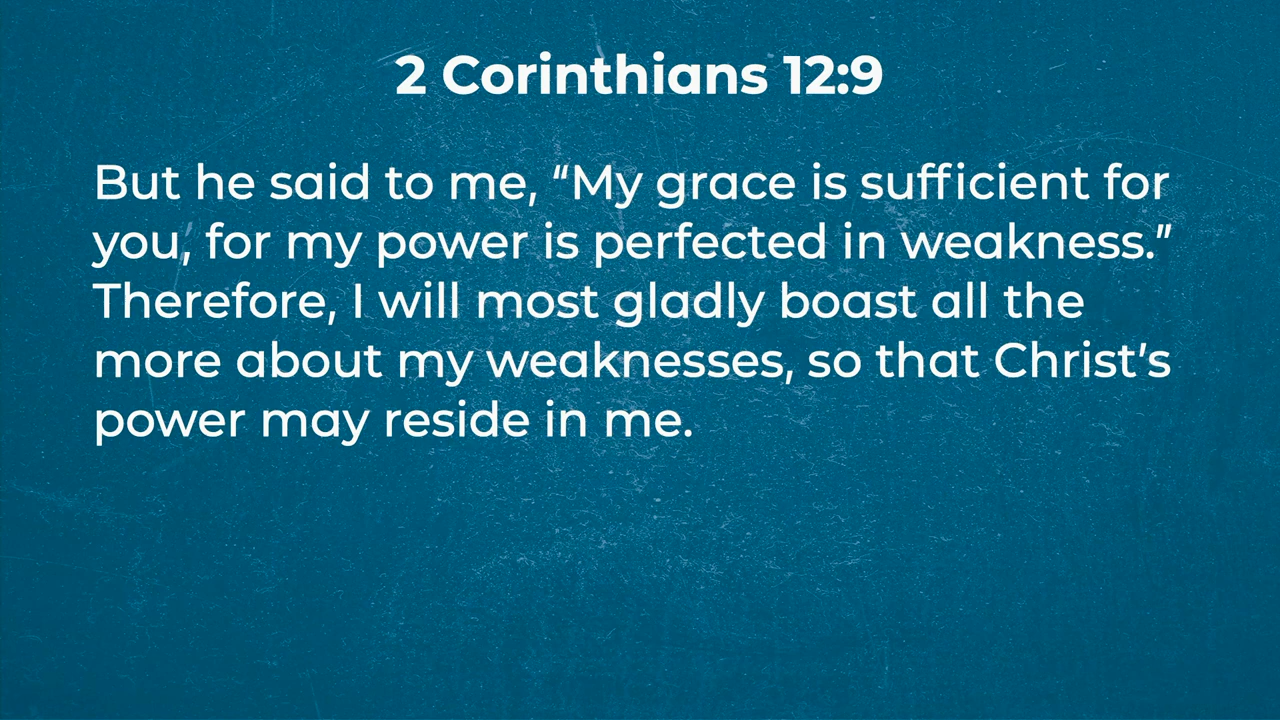 2 Corinthians 12:9
But he said to me, “My grace is sufficient for
you, for my power is perfected in weakness.”
Therefore, I will most gladly boast all the
more about my weaknesses, so that Christ’s
power may reside in me.